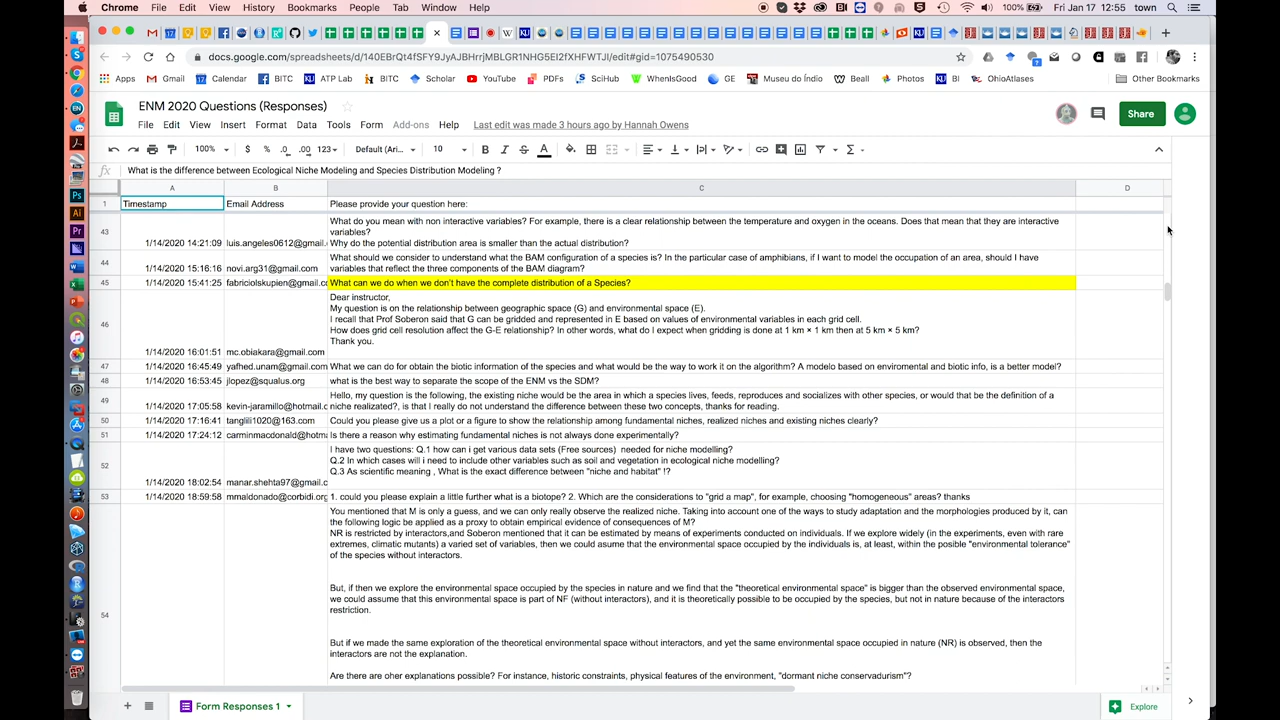 Chrome File Edit View History Bookmarks People Tab Window Help 100% Fri Jan 17 12:55 town
docs.google.com/spreadsheets/d/140EBrQt4fSFY9JyAJBHrrjMBLGR1NHG5EI2fXHFWTJI/edit#gid=1075490530
Apps Gmail Calendar BITC ATP Lab BITC Scholar YouTube PDFs SciHub WhenIsGood GE Museu do Índio Beall Photos BI OhioAtlases Other Bookmarks
ENM 2020 Questions (Responses)
File Edit View Insert Format Data Tools Form Add-ons Help Last edit was made 3 hours ago by Hannah Owens
Share
100% $ % .0 .00 123 Default (Ari... 10 B I S A
fx What is the difference between Ecological Niche Modeling and Species Distribution Modeling ?
A B C D
1 Timestamp Email Address Please provide your question here:
What do you mean with non interactive variables? For example, there is a clear relationship between the temperature and oxygen in the oceans. Does that mean that they are interactive
variables?
43 1/14/2020 14:21:09 luis.angeles0612@gmail. Why do the potential distribution area is smaller than the actual distribution?
What should we consider to understand what the BAM configuration of a species is? In the particular case of amphibians, if I want to model the occupation of an area, should I have
44 1/14/2020 15:16:16 novi.arg31@gmail.com variables that reflect the three components of the BAM diagram?
45 1/14/2020 15:41:25 fabriciolskupien@gmail.co What can we do when we don't have the complete distribution of a Species?
Dear instructor,
My question is on the relationship between geographic space (G) and environmental space (E).
I recall that Prof Soberon said that G can be gridded and represented in E based on values of environmental variables in each grid cell.
46 How does grid cell resolution affect the G-E relationship? In other words, what do I expect when gridding is done at 1 km × 1 km then at 5 km × 5 km?
Thank you.
1/14/2020 16:01:51 mc.obiakara@gmail.com
47 1/14/2020 16:45:49 yafhed.unam@gmail.com What we can do for obtain the biotic information of the species and what would be the way to work it on the algorithm? A modelo based on enviromental and biotic info, is a better model?
48 1/14/2020 16:53:45 jlopez@squalus.org what is the best way to separate the scope of the ENM vs the SDM?
Hello, my question is the following, the existing niche would be the area in which a species lives, feeds, reproduces and socializes with other species, or would that be the definition of a
49 1/14/2020 17:05:58 kevin-jaramillo@hotmail.c niche realizated?, is that I really do not understand the difference between these two concepts, thanks for reading.
50 1/14/2020 17:16:41 tanglili1020@163.com Could you please give us a plot or a figure to show the relationship among fundamental niches, realized niches and existing niches clearly?
51 1/14/2020 17:24:12 carminmacdonald@hotma Is there a reason why estimating fundamental niches is not always done experimentally?
I have two questions: Q.1 how can i get various data sets (Free sources) needed for niche modelling?
Q.2 In which cases will i need to include other variables such as soil and vegetation in ecological niche modelling?
52 Q.3 As scientific meaning , What is the exact difference between "niche and habitat" !?
1/14/2020 18:02:54 manar.shehta97@gmail.c
53 1/14/2020 18:59:58 mmaldonado@corbidi.org 1. could you please explain a little further what is a biotope? 2. Which are the considerations to "grid a map", for example, choosing "homogeneous" areas? thanks
You mentioned that M is only a guess, and we can only really observe the realized niche. Taking into account one of the ways to study adaptation and the morphologies produced by it, can
the following logic be applied as a proxy to obtain empirical evidence of consequences of M?
NR is restricted by interactors,and Soberon mentioned that it can be estimated by means of experiments conducted on individuals. If we explore widely (in the experiments, even with rare
extremes, climatic mutants) a varied set of variables, then we could asume that the environmental space occupied by the individuals is, at least, within the posible "environmental tolerance"
of the species without interactors.
But, if then we explore the environmental space occupied by the species in nature and we find that the "theoretical environmental space" is bigger than the observed environmental space,
we could assume that this environmental space is part of NF (without interactors), and it is theoretically possible to be occupied by the species, but not in nature because of the interactors
restriction.
54
But if we made the same exploration of the theoretical environmental space without interactors, and yet the same environmental space occupied in nature (NR) is observed, then the
interactors are not the explanation.
Are there are oher explanations possible? For instance, historic constraints, physical features of the environment, "dormant niche conservadurism"?
Form Responses 1 Explore